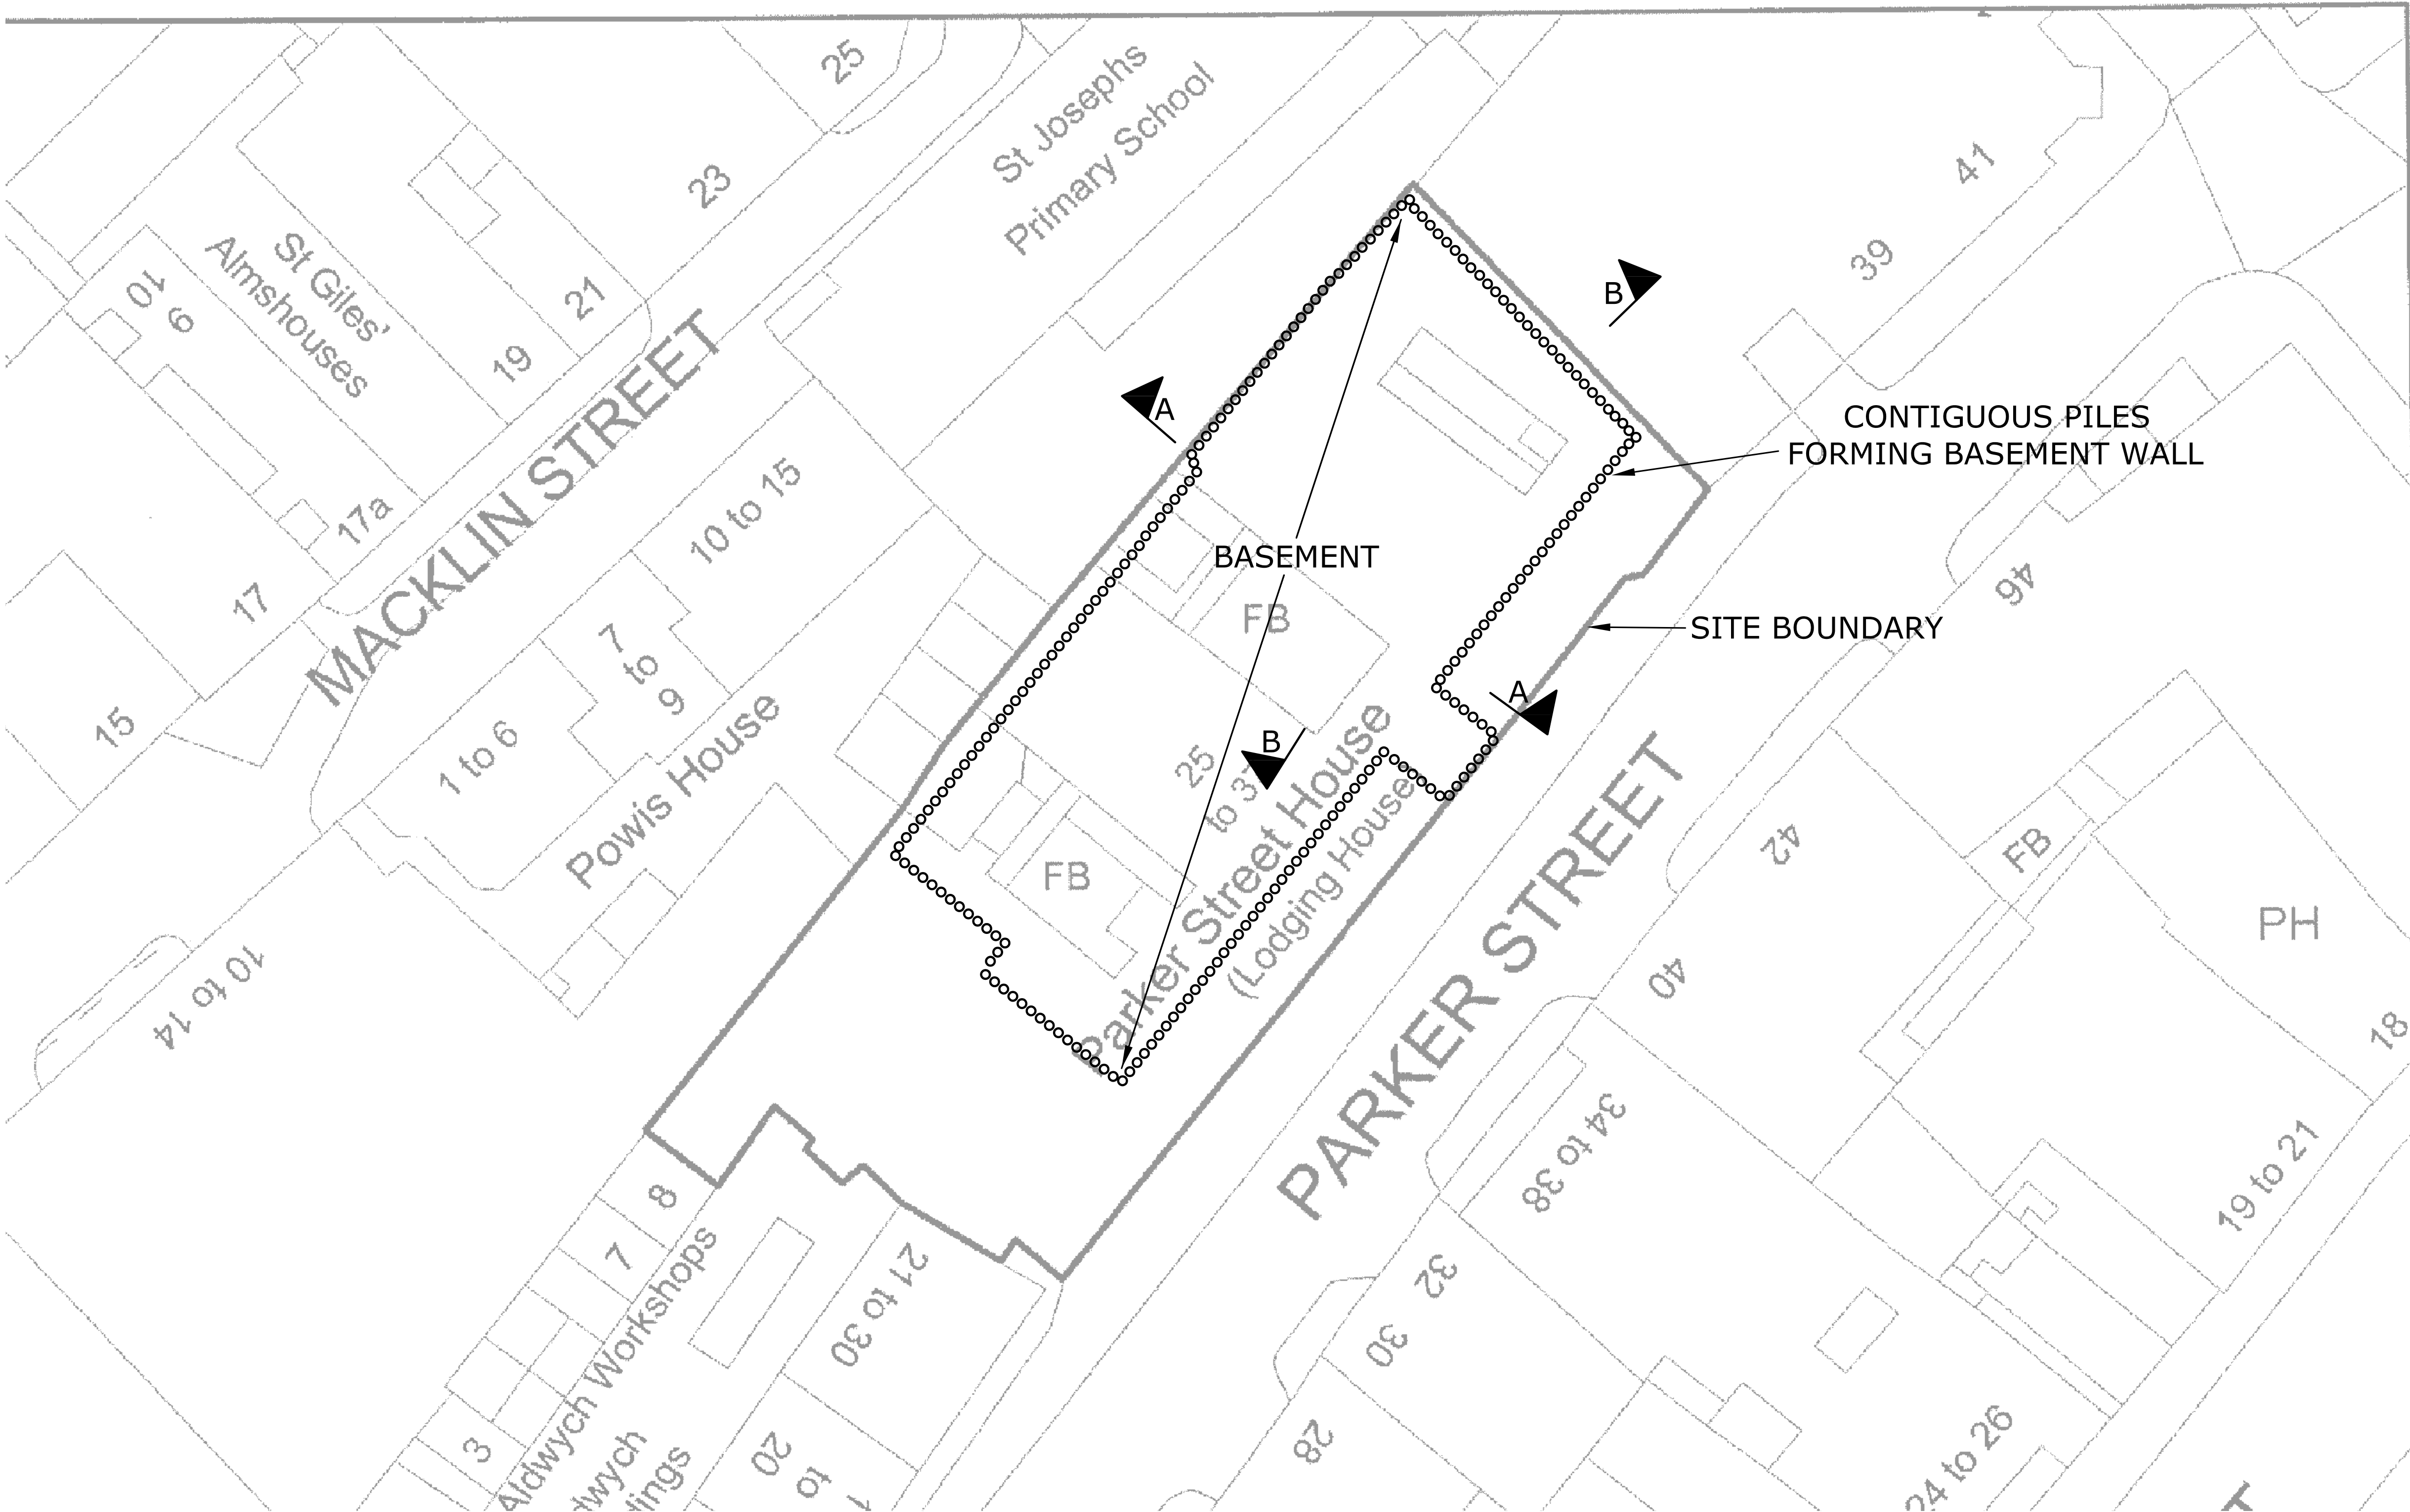 25
St Josephs
Primary School
23
41
St Giles'
Almshouses
10
9
21
19
39
B
A
MACKLIN STREET
CONTIGUOUS PILES
FORMING BASEMENT WALL
17a
17
10 to 15
BASEMENT
FB
46
SITE BOUNDARY
7
to
9
15
1 to 6
Powis House
A
B
25
to 37
Parker Street House
(Lodging House)
FB
PARKER STREET
42
FB
PH
40
10 to 14
18
34 to 38
19 to 21
8
7
21 to 30
32
30
Aldwych Workshops
3
28
20
to
24 to 26